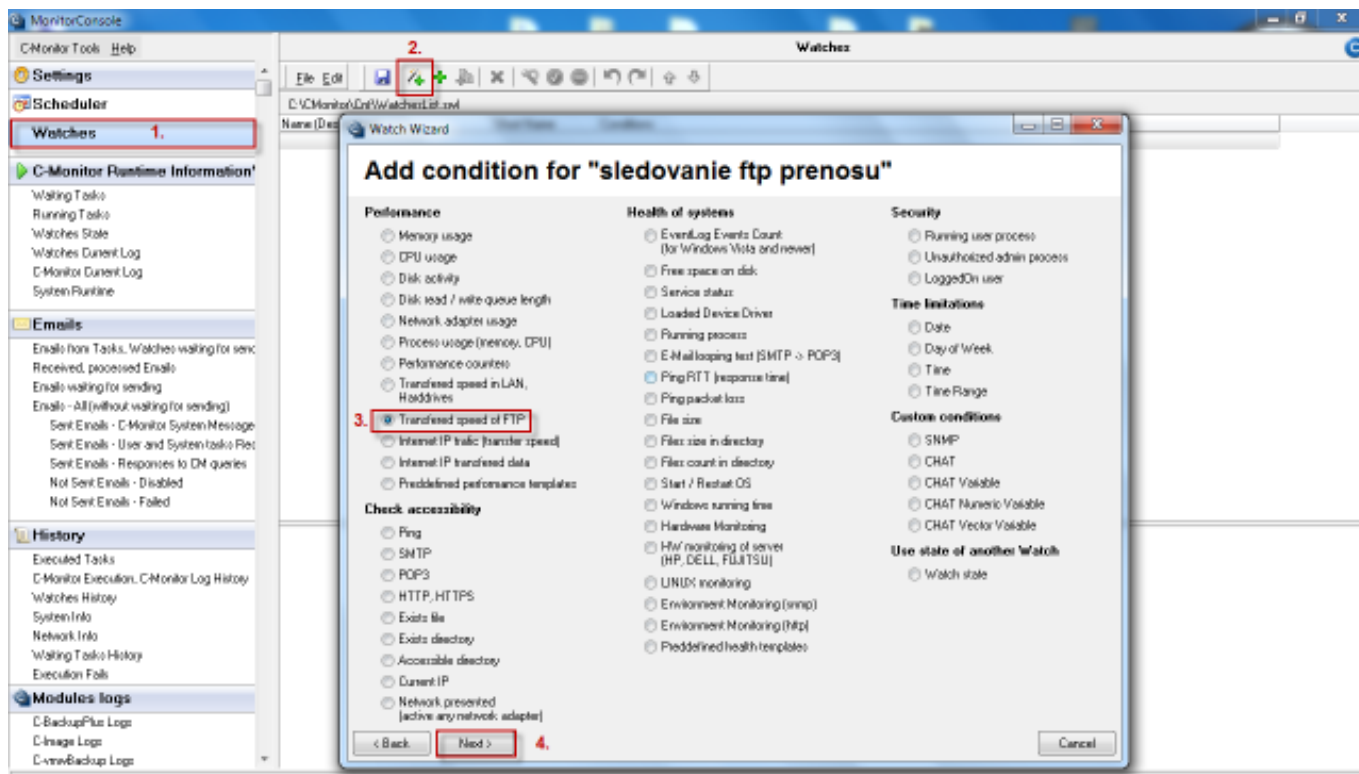 MonitorConsole
C-Monitor Tools Help
Settings
Scheduler
Watches 1.
C-Monitor Runtime Information
Waiting Tasks
Running Tasks
Watches State
Watches Current Log
C-Monitor Current Log
System Runtime
Emails
Emails from Tasks, Watches waiting for senc
Received, processed Emails
Emails waiting for sending
Emails - All (without waiting for sending)
Sent Emails - C-Monitor System Message
Sent Emails - User and System tasks Res
Sent Emails - Responses to CM queries
Not Sent Emails - Disabled
Not Sent Emails - Failed
History
Executed Tasks
C-Monitor Execution, C-Monitor Log History
Watches History
System Info
Network Info
Waiting Tasks History
Execution Fails
Modules logs
C-BackupPlus Logs
C-Image Logs
C-vmwBackup Logs
Watches
2.
File Edit
C:\CMonitor\Cnf\WatchesList.cwl
Name (Des
Watch Wizard
Add condition for "sledovanie ftp prenosu"
Performance
Memory usage
CPU usage
Disk activity
Disk read / write queue length
Network adapter usage
Process usage (memory, CPU)
Performance counters
Transfered speed in LAN,
Harddrives
3. Transfered speed of FTP
Internet IP trafic (transfer speed)
Internet IP transfered data
Preddefined performance templates
Check accessibility
Ping
SMTP
POP3
HTTP, HTTPS
Exists file
Exists directory
Accessible directory
Current IP
Network presented
(active any network adapter)
Health of systems
EventLog Events Count
(for Windows Vista and newer)
Free space on disk
Service status
Loaded Device Driver
Running process
E-Mail looping test (SMTP -> POP3)
Ping RTT (response time)
Ping packet loss
File size
Files size in directory
Files count in directory
Start / Restart OS
Windows running time
Hardware Monitoring
HW monitoring of server
(HP, DELL, FUJITSU)
LINUX monitoring
Environment Monitoring (snmp)
Environment Monitoring (http)
Preddefined health templates
Security
Running user process
Unauthorized admin process
LoggedOn user
Time limitations
Date
Day of Week
Time
Time Range
Custom conditions
SNMP
CHAT
CHAT Variable
CHAT Numeric Variable
CHAT Vector Variable
Use state of another Watch
Watch state
< Back Next > 4. Cancel